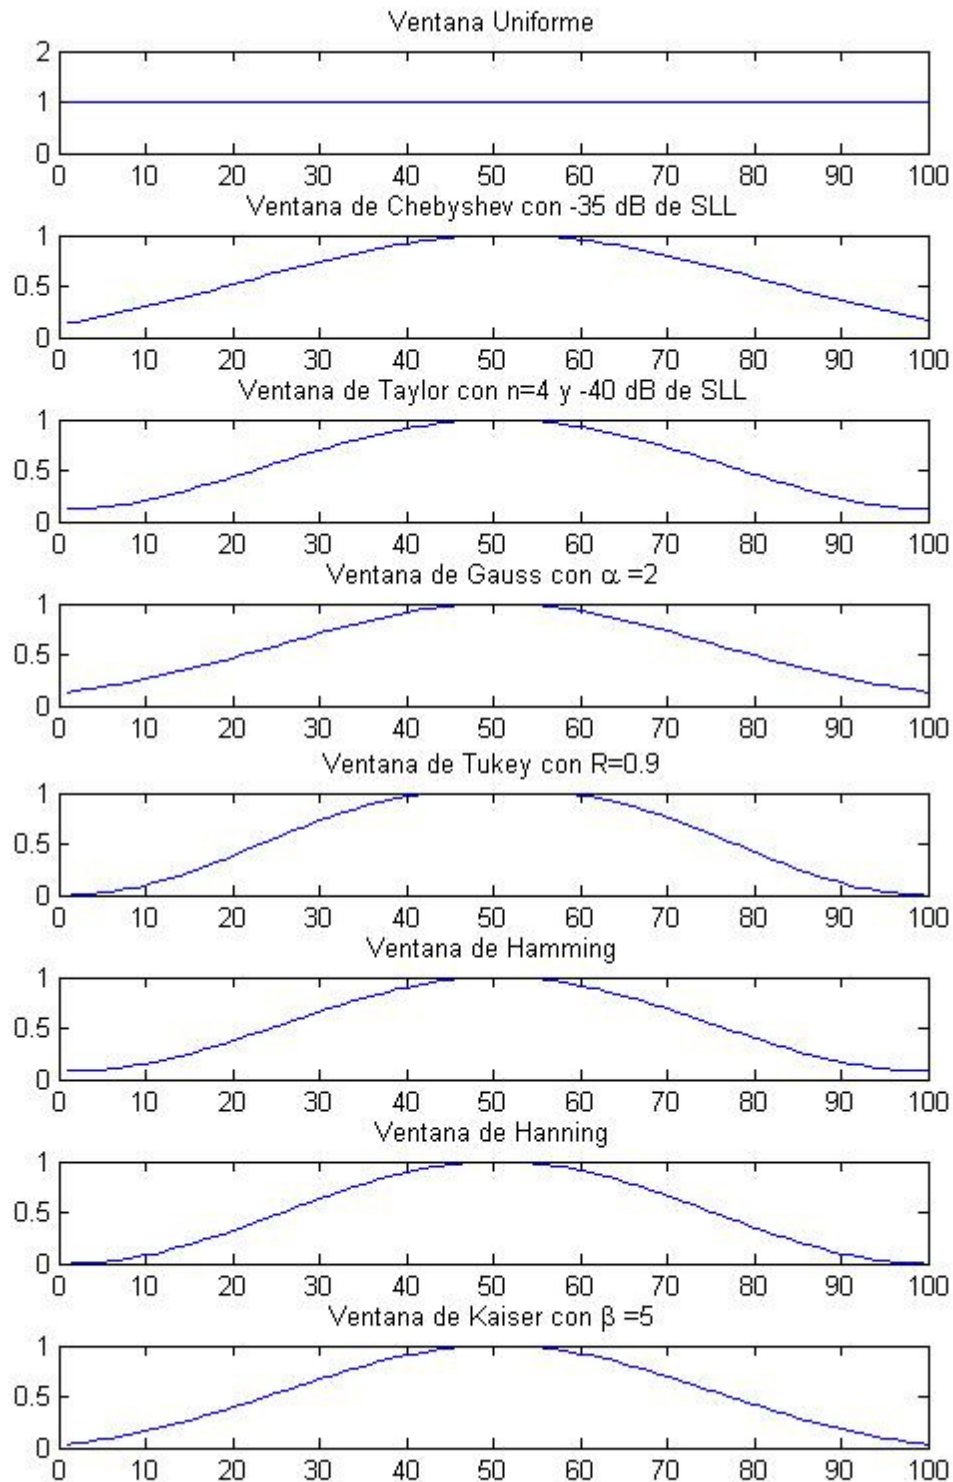 Ventana Uniforme
2
1
0
0 10 20 30 40 50 60 70 80 90 100
Ventana de Chebyshev con -35 dB de SLL
1
0.5
0
0 10 20 30 40 50 60 70 80 90 100
Ventana de Taylor con n=4 y -40 dB de SLL
1
0.5
0
0 10 20 30 40 50 60 70 80 90 100
Ventana de Gauss con α =2
1
0.5
0
0 10 20 30 40 50 60 70 80 90 100
Ventana de Tukey con R=0.9
1
0.5
0
0 10 20 30 40 50 60 70 80 90 100
Ventana de Hamming
1
0.5
0
0 10 20 30 40 50 60 70 80 90 100
Ventana de Hanning
1
0.5
0
0 10 20 30 40 50 60 70 80 90 100
Ventana de Kaiser con β =5
1
0.5
0
0 10 20 30 40 50 60 70 80 90 100